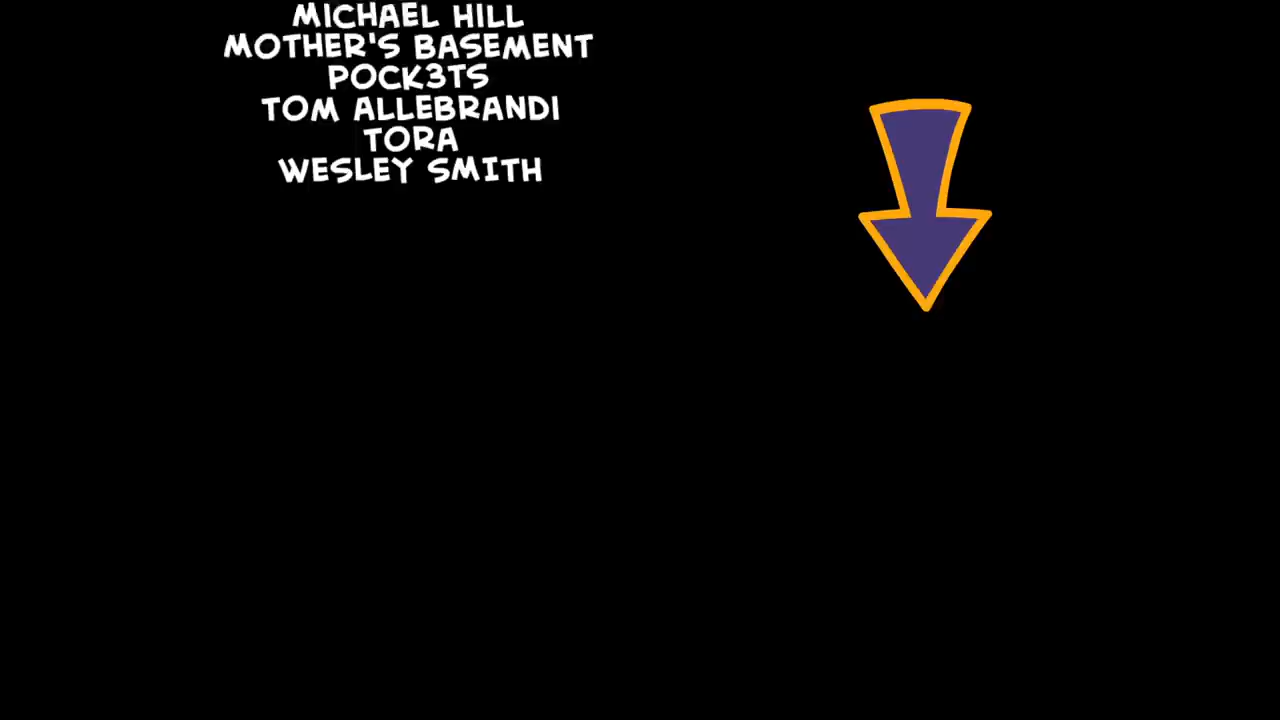 MICHAEL HILL
MOTHER'S BASEMENT
POCK3TS
TOM ALLEBRANDI
TORA
WESLEY SMITH